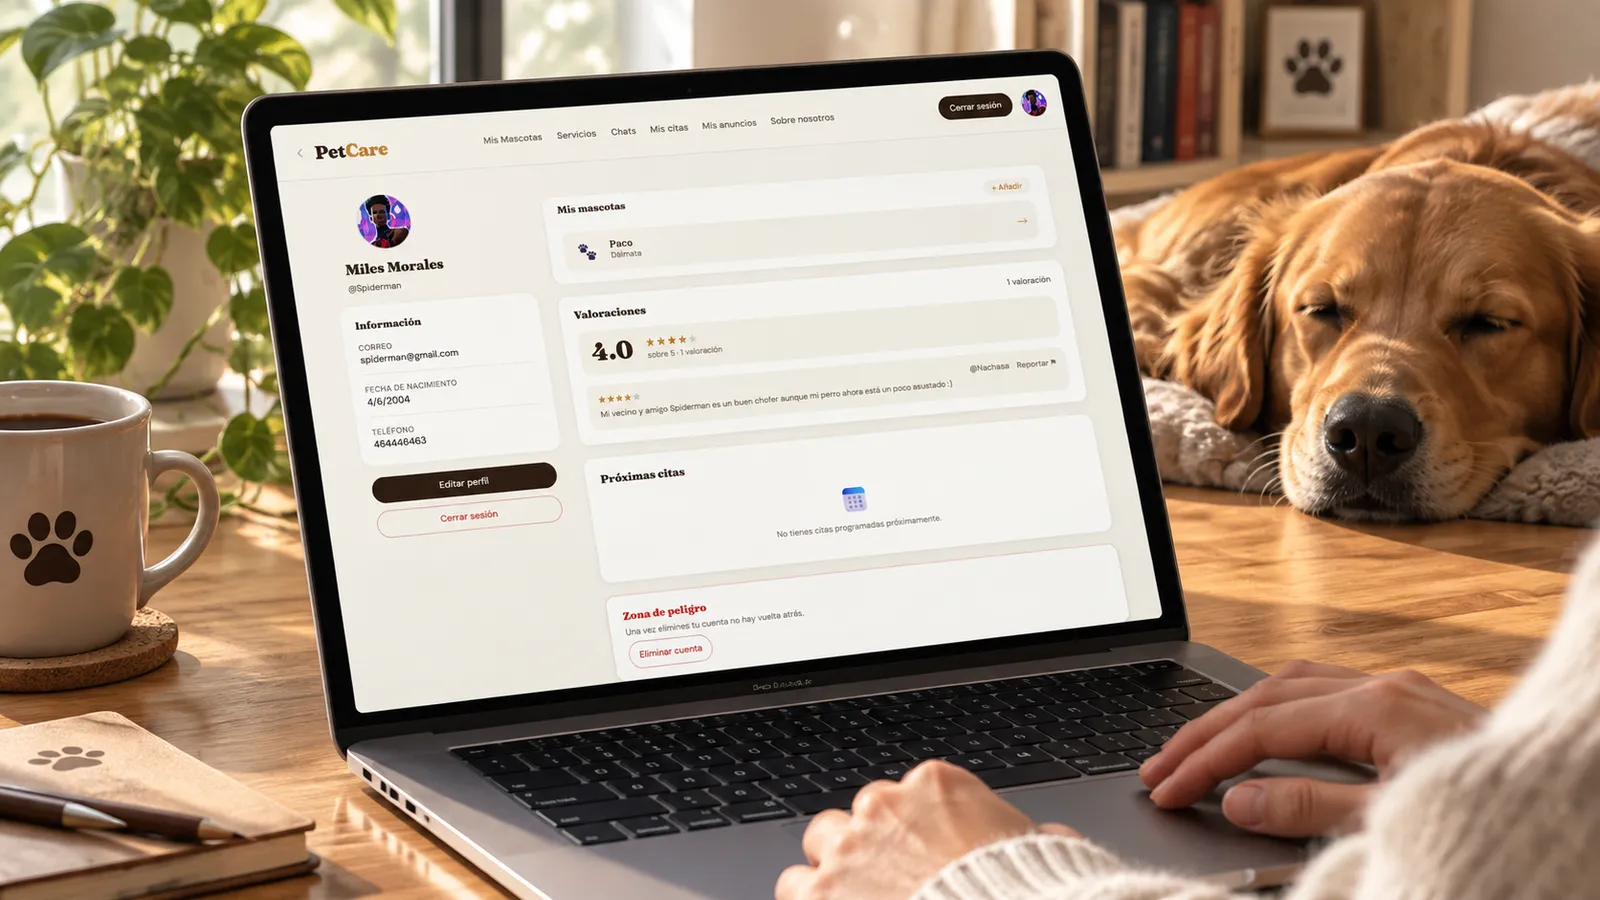 PetCare
Mis Mascotas Servicios Chats Mis citas Mis anuncios Sobre nosotros
Cerrar sesión
Miles Morales
@Spiderman
Información
CORREO
spiderman@gmail.com
FECHA DE NACIMIENTO
4/6/2004
TELÉFONO
464446463
Editar perfil
Cerrar sesión
Mis mascotas
+ Añadir
Paco
Dálmata
→
Valoraciones
1 valoración
4.0
sobre 5 · 1 valoración
@Nachasa Reportar
Mi vecino y amigo Spiderman es un buen chofer aunque mi perro ahora está un poco asustado :)
Próximas citas
No tienes citas programadas próximamente.
Zona de peligro
Una vez elimines tu cuenta no hay vuelta atrás.
Eliminar cuenta